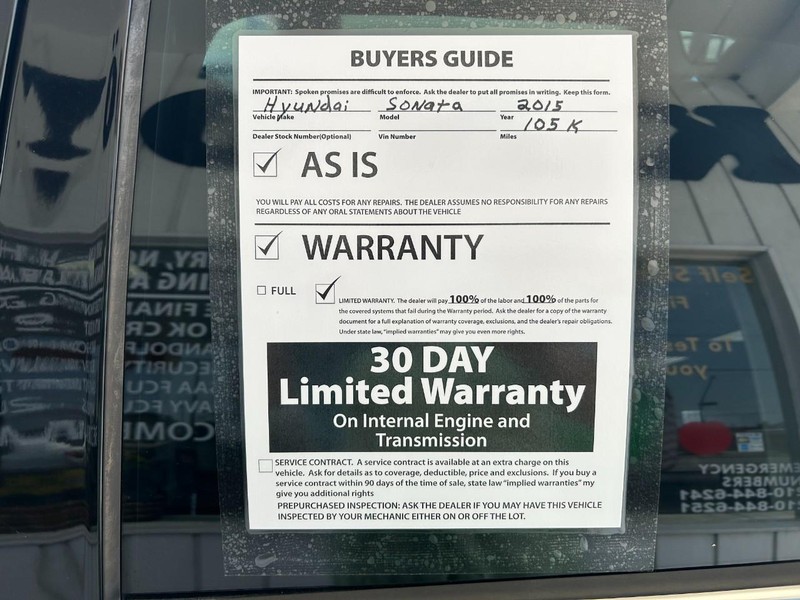 BUYERS GUIDE
IMPORTANT: Spoken promises are difficult to enforce. Ask the dealer to put all promises in writing. Keep this form.
Hyundai Sonata 2015
Vehicle Make Model Year
105 K
Dealer Stock Number(Optional) Vin Number Miles
AS IS
YOU WILL PAY ALL COSTS FOR ANY REPAIRS. THE DEALER ASSUMES NO RESPONSIBILITY FOR ANY REPAIRS
REGARDLESS OF ANY ORAL STATEMENTS ABOUT THE VEHICLE
WARRANTY
FULL
LIMITED WARRANTY. The dealer will pay 100% of the labor and 100% of the parts for
the covered systems that fail during the Warranty period. Ask the dealer for a copy of the warranty
document for a full explanation of warranty coverage, exclusions, and the dealer's repair obligations.
Under state law, "implied warranties" may give you even more rights.
30 DAY
Limited Warranty
On Internal Engine and
Transmission
SERVICE CONTRACT. A service contract is available at an extra charge on this
vehicle. Ask for details as to coverage, deductible, price and exclusions. If you buy a
service contract within 90 days of the time of sale, state law "implied warranties" my
give you additional rights
PREPURCHASED INSPECTION: ASK THE DEALER IF YOU MAY HAVE THIS VEHICLE
INSPECTED BY YOUR MECHANIC EITHER ON OR OFF THE LOT.
EMERGENCY
NUMBERS
10-844-6241
10-844-6251